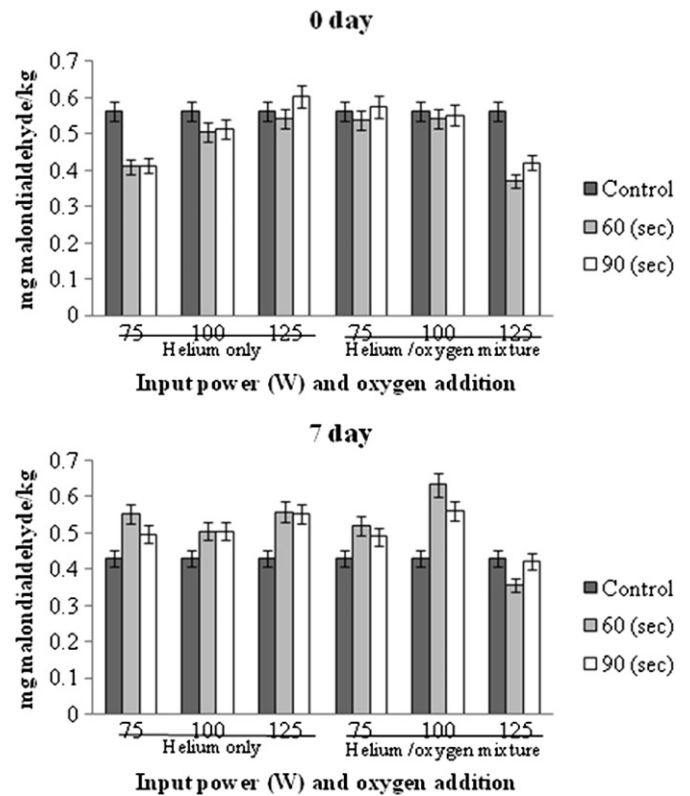 0 day
mg malondialdehyde/kg
0.7
0.6
0.5
0.4
0.3
0.2
0.1
0
75 100 125 75 100 125
Helium only Helium /oxygen mixture
Input power (W) and oxygen addition
Control
60 (sec)
90 (sec)
7 day
mg malondialdehyde/kg
0.7
0.6
0.5
0.4
0.3
0.2
0.1
0
75 100 125 75 100 125
Helium only Helium /oxygen mixture
Input power (W) and oxygen addition
Control
60 (sec)
90 (sec)